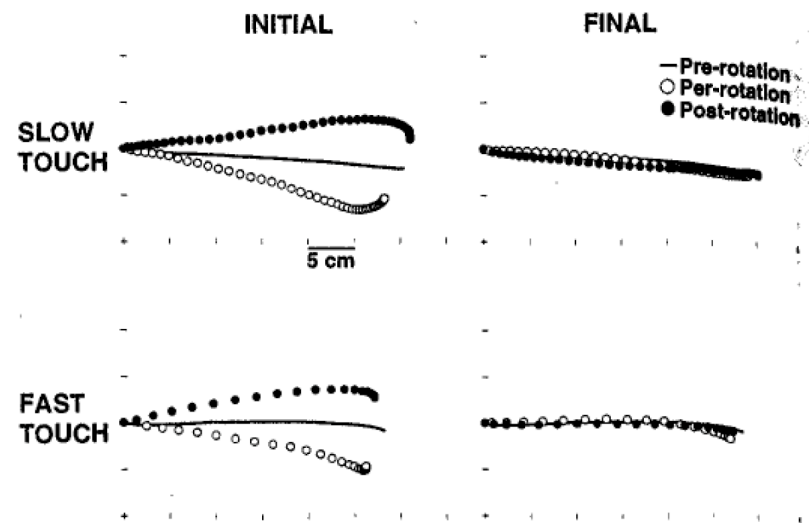 INITIAL
FINAL
Pre-rotation
Per-rotation
Post-rotation
SLOW
TOUCH
5 cm
FAST
TOUCH